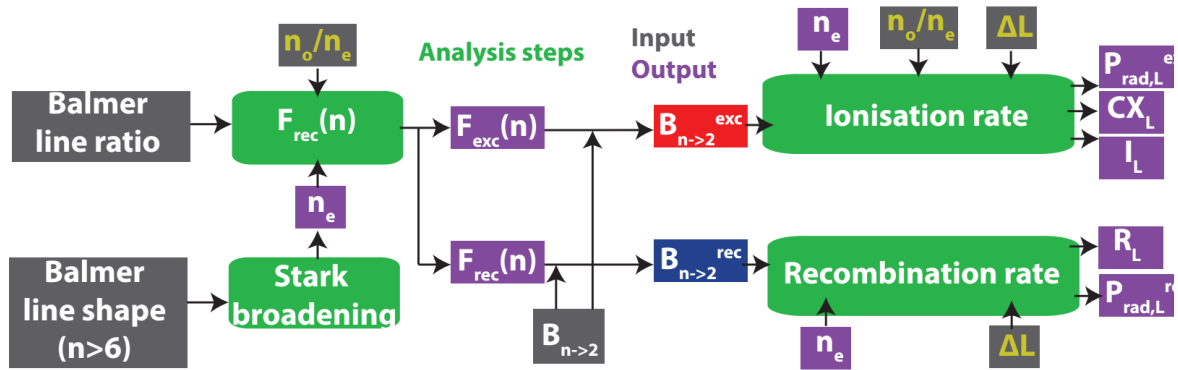 n_o/n_e
Analysis steps
Input
Output
n_e
n_o/n_e
ΔL
Balmer
line ratio
F_rec(n)
F_exc(n)
B_n->2^exc
Ionisation rate
P_rad,L^e
CX_L
I_L
n_e
Balmer
line shape
(n>6)
Stark
broadening
F_rec(n)
B_n->2^rec
Recombination rate
R_L
P_rad,L^r
B_n->2
n_e
ΔL